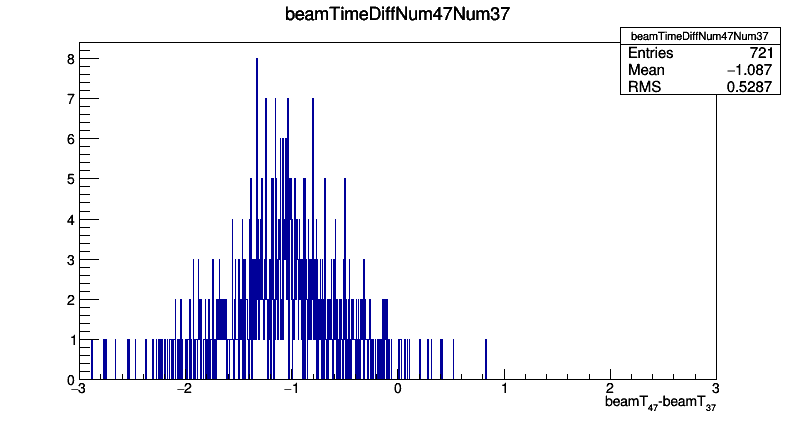 beamTimeDiffNum47Num37
beamTimeDiffNum47Num37
Entries 721
Mean −1.087
RMS 0.5287
8
7
6
5
4
3
2
1
0
−3 −2 −1 0 1 2 3
beamT47-beamT37